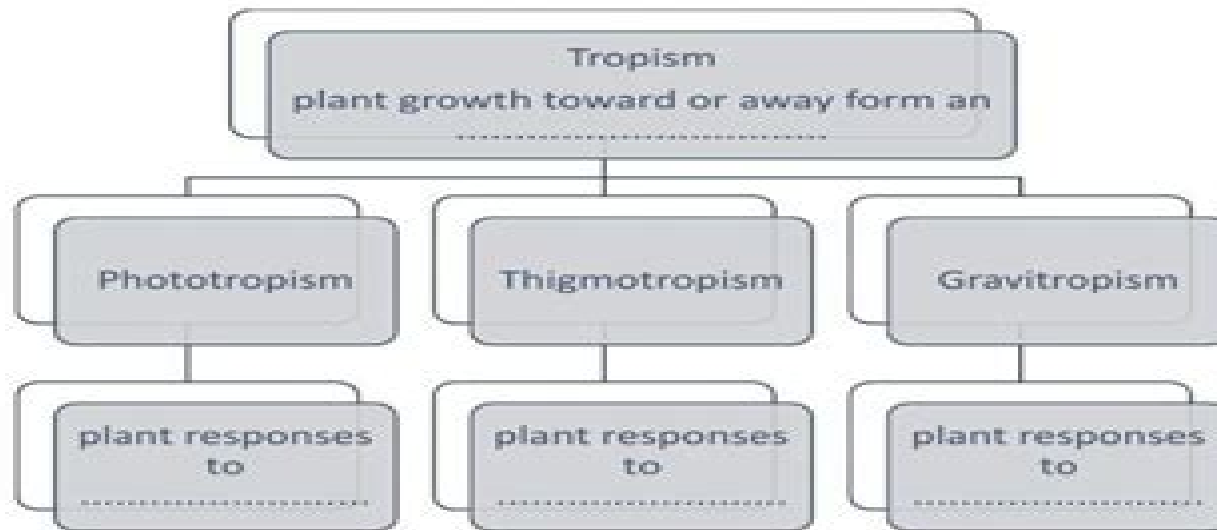 Tropism
plant growth toward or away form an
................................................
Phototropism
Thigmotropism
Gravitropism
plant responses
to
.....................................
plant responses
to
.....................................
plant responses
to
.....................................